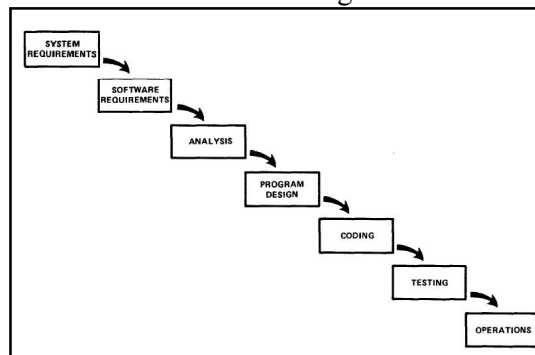 SYSTEM
REQUIREMENTS
SOFTWARE
REQUIREMENTS
ANALYSIS
PROGRAM
DESIGN
CODING
TESTING
OPERATIONS